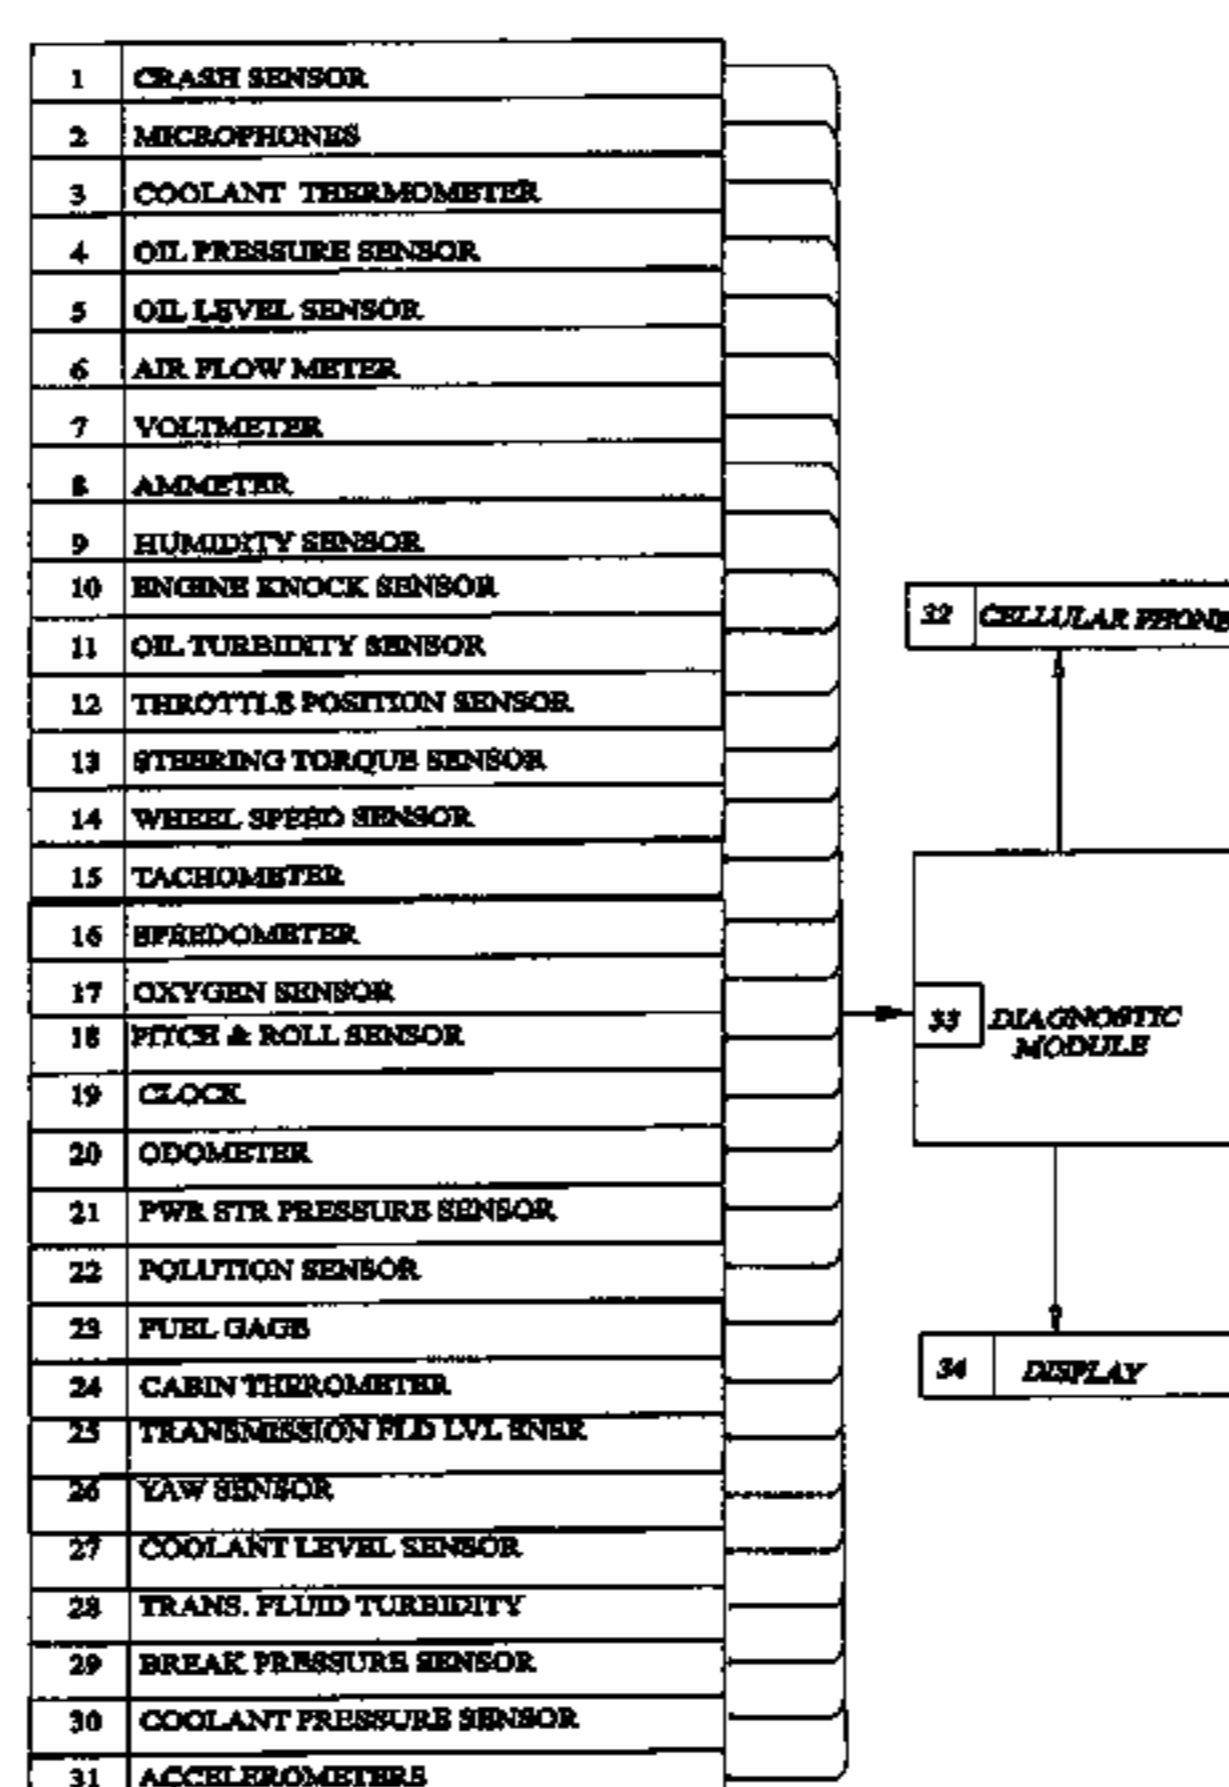 1 CRASH SENSOR
2 MICROPHONES
3 COOLANT THERMOMETER
4 OIL PRESSURE SENSOR
5 OIL LEVEL SENSOR
6 AIR FLOW METER
7 VOLTMETER
8 AMMETER
9 HUMIDITY SENSOR
10 ENGINE KNOCK SENSOR
11 OIL TURBIDITY SENSOR
12 THROTTLE POSITION SENSOR
13 STEERING TORQUE SENSOR
14 WHEEL SPEED SENSOR
15 TACHOMETER
16 SPEEDOMETER
17 OXYGEN SENSOR
18 PITCH & ROLL SENSOR
19 CLOCK
20 ODOMETER
21 PWR STR PRESSURE SENSOR
22 POLUTION SENSOR
23 FUEL GAGE
24 CABIN THEROMETER
25 TRANSMISSION FLD LVL SNSR
26 YAW SENSOR
27 COOLANT LEVEL SENSOR
28 TRANS. FLUID TURBIDITY
29 BREAK PRESSURE SENSOR
30 COOLANT PRESSURE SENSOR
31 ACCELEROMETERS
32 CELLULAR PHONE
33 DIAGNOSTIC
MODULE
34 DISPLAY